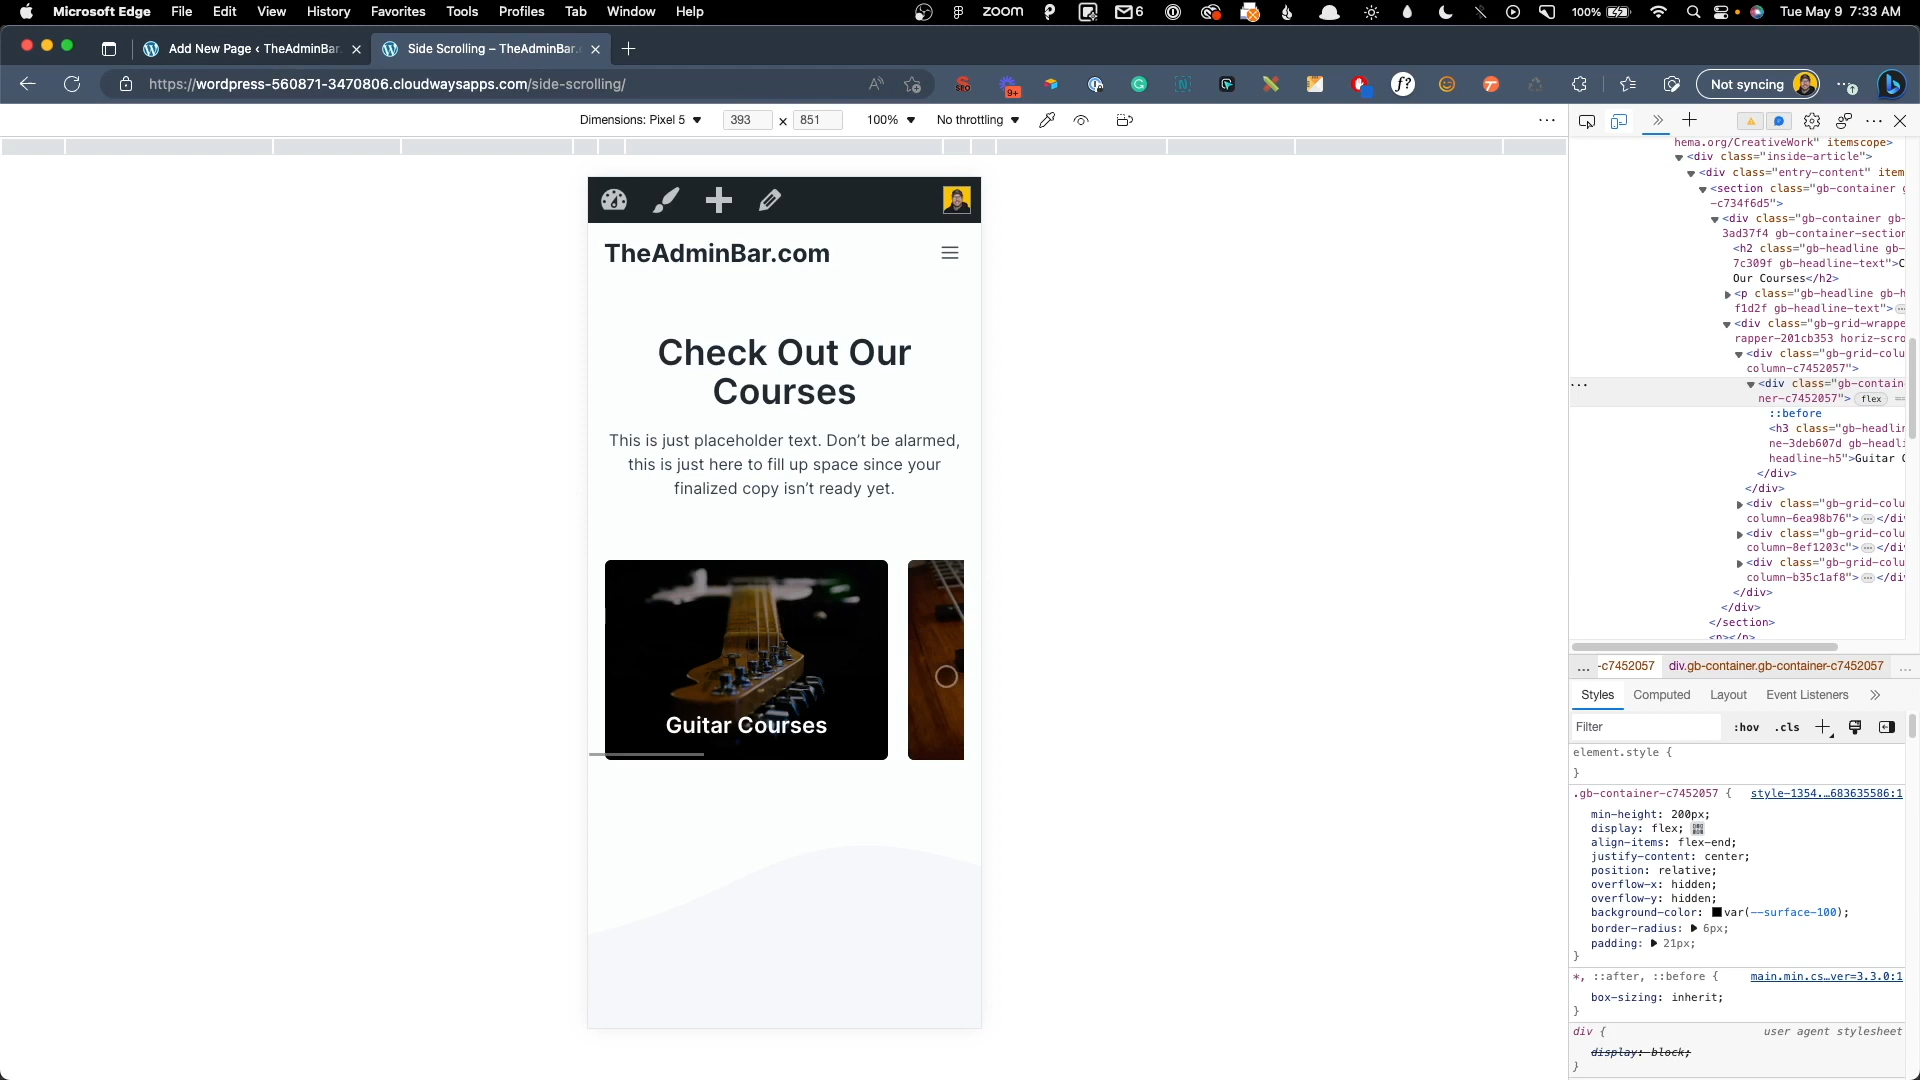 Microsoft Edge File Edit View History Favorites Tools Profiles Tab Window Help zoom 6 100% Tue May 9 7:33 AM
Add New Page ‹ TheAdminBar. Side Scrolling – TheAdminBar.c
https://wordpress-560871-3470806.cloudwaysapps.com/side-scrolling/ SEO 9+ f? Not syncing
Dimensions: Pixel 5 393 x 851 100% No throttling
TheAdminBar.com
Check Out Our
Courses
This is just placeholder text. Don't be alarmed,
this is just here to fill up space since your
finalized copy isn't ready yet.
Guitar Courses
hema.org/CreativeWork" itemscope>
<div class="inside-article">
<div class="entry-content" item
<section class="gb-container g
-c734f6d5">
<div class="gb-container gb-
3ad37f4 gb-container-section
<h2 class="gb-headline gb-
7c309f gb-headline-text">C
Our Courses</h2>
<p class="gb-headline gb-h
f1d2f gb-headline-text">
<div class="gb-grid-wrappe
rapper-201cb353 horiz-scro
<div class="gb-grid-colu
column-c7452057">
<div class="gb-contain
ner-c7452057"> flex
::before
<h3 class="gb-headlin
ne-3deb607d gb-headli
headline-h5">Guitar C
</div>
</div>
<div class="gb-grid-colu
column-6ea98b76"> … </di
<div class="gb-grid-colu
column-8ef1203c"> … </di
<div class="gb-grid-colu
column-b35c1af8"> … </di
</div>
</div>
</section>
<p></p>
... -c7452057 div.gb-container.gb-container-c7452057 ...
Styles Computed Layout Event Listeners
Filter :hov .cls
element.style {
}
.gb-container-c7452057 { style-1354.…683635586:1
min-height: 200px;
display: flex;
align-items: flex-end;
justify-content: center;
position: relative;
overflow-x: hidden;
overflow-y: hidden;
background-color: var(--surface-100);
border-radius: 6px;
padding: 21px;
}
*, ::after, ::before { main.min.cs…ver=3.3.0:1
box-sizing: inherit;
}
div { user agent stylesheet
display: block;
}